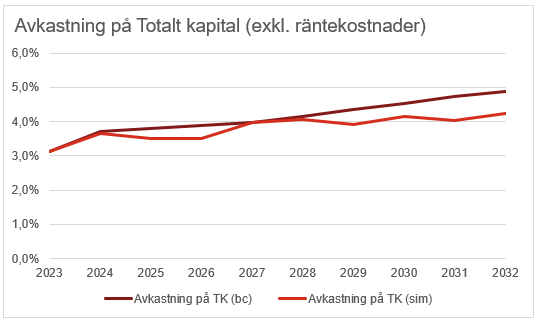 Avkastning på Totalt kapital (exkl. räntekostnader)
6,0%
5,0%
4,0%
3,0%
2,0%
1,0%
0,0%
2023 2024 2025 2026 2027 2028 2029 2030 2031 2032
Avkastning på TK (bc) Avkastning på TK (sim)